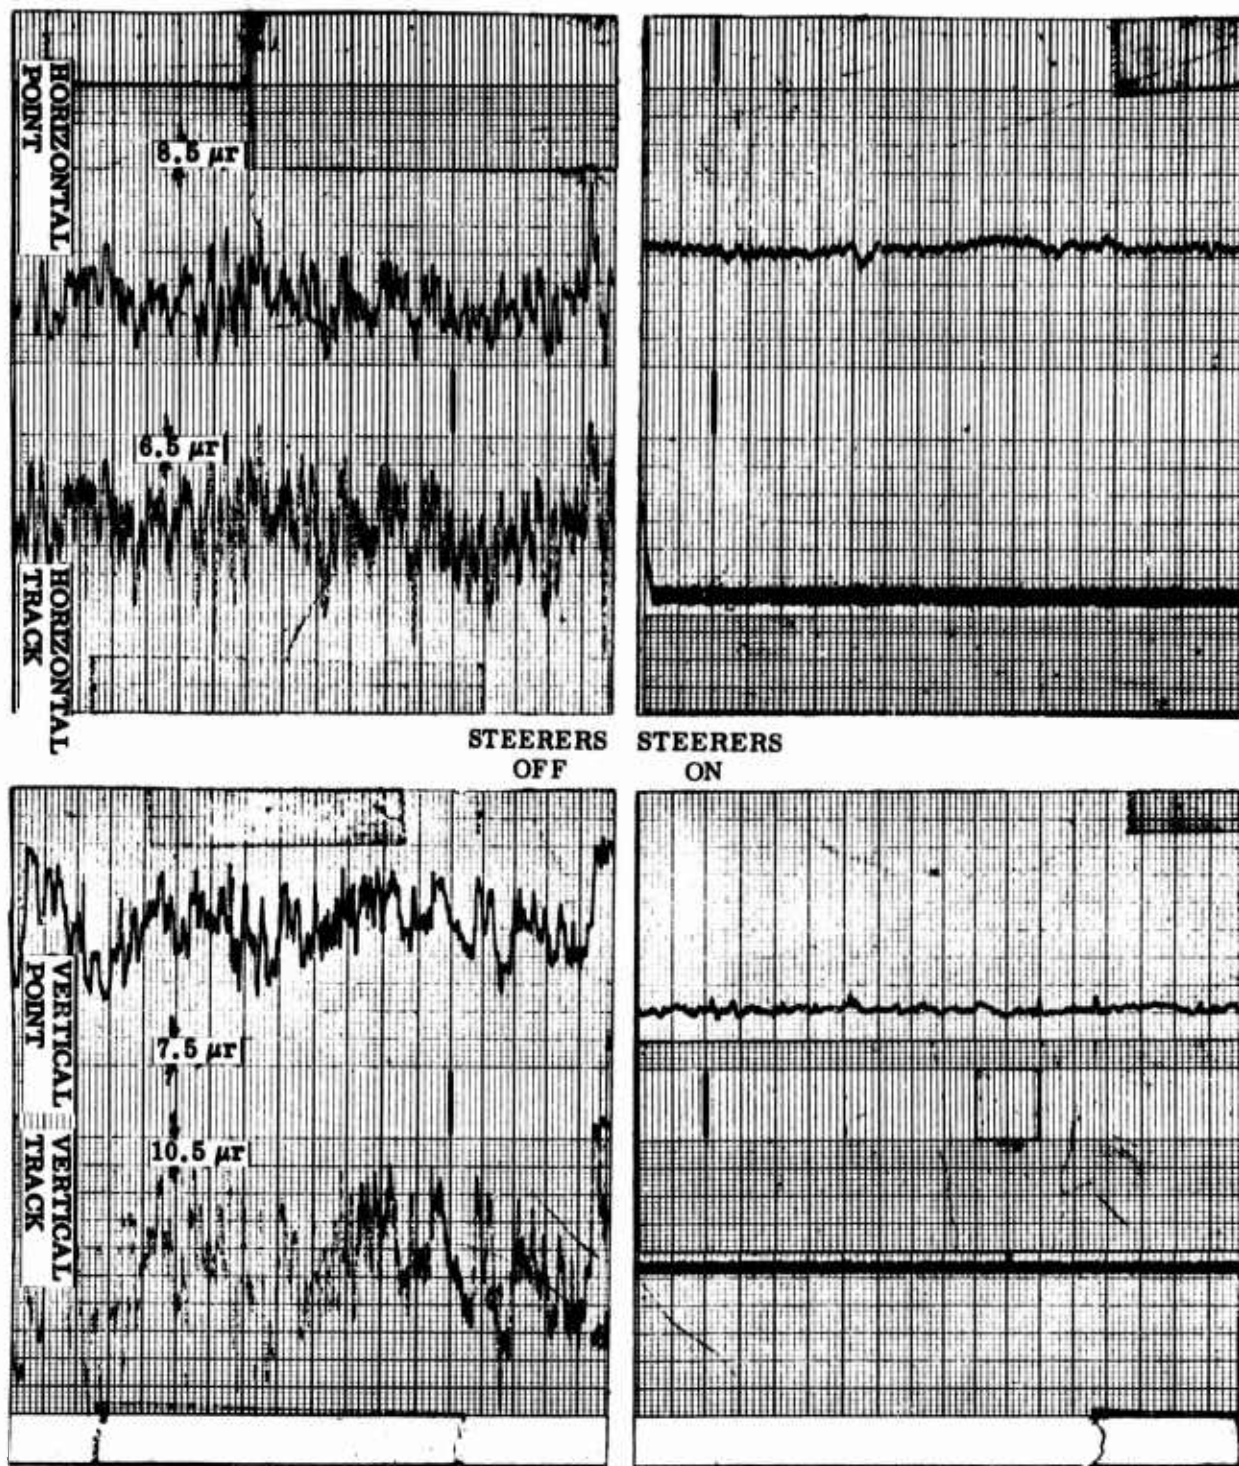 HORIZONTAL
POINT
8.5 μr
6.5 μr
HORIZONTAL
TRACK
STEERERS
OFF
STEERERS
ON
VERTICAL
POINT
7.5 μr
10.5 μr
VERTICAL
TRACK